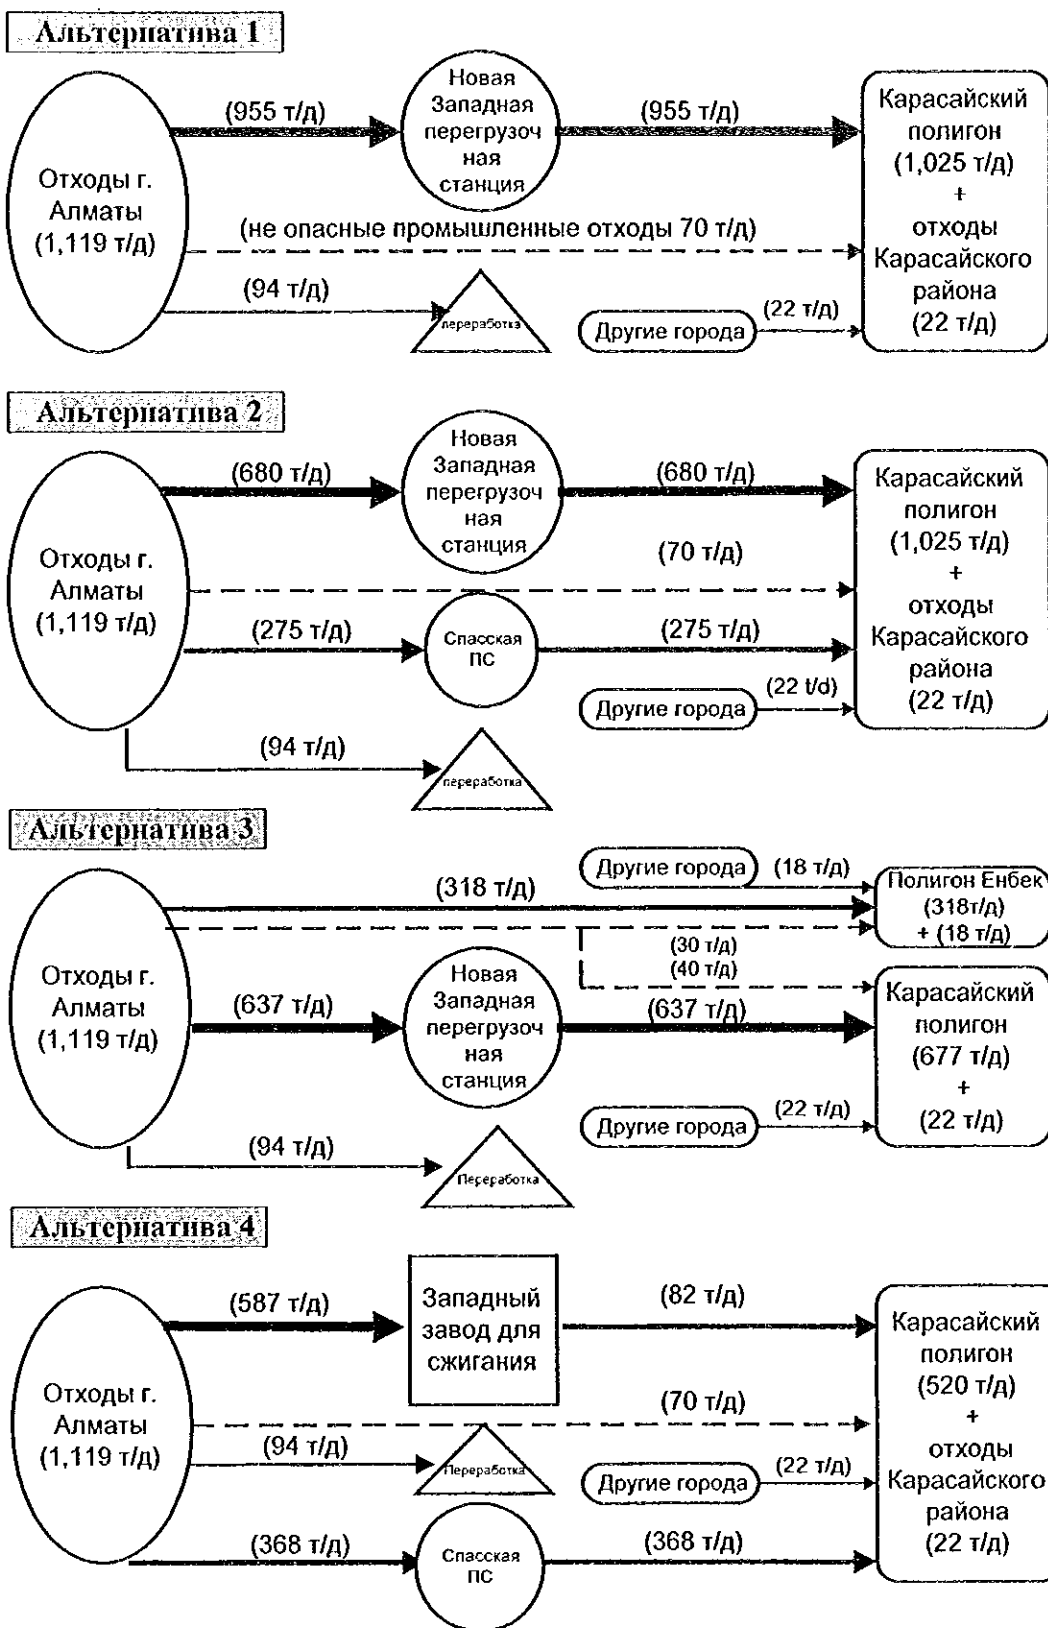 Альтернатива 1
(955 т/д)
Новая
Западная
перегрузоч
ная
станция
(955 т/д)
Карасайский
полигон
(1,025 т/д)
+
отходы
Карасайского
района
(22 т/д)
Отходы г.
Алматы
(1,119 т/д)
(не опасные промышленные отходы 70 т/д)
(94 т/д)
переработка
Другие города
(22 т/д)
Альтернатива 2
(680 т/д)
Новая
Западная
перегрузоч
ная
станция
(680 т/д)
Карасайский
полигон
(1,025 т/д)
+
отходы
Карасайского
района
(22 т/д)
Отходы г.
Алматы
(1,119 т/д)
(70 т/д)
(275 т/д)
Спасская
ПС
(275 т/д)
Другие города
(22 t/d)
(94 т/д)
переработка
Альтернатива 3
Другие города
(18 т/д)
(318 т/д)
Полигон Енбек
(318т/д)
+ (18 т/д)
(30 т/д)
(40 т/д)
Отходы г.
Алматы
(1,119 т/д)
(637 т/д)
Новая
Западная
перегрузоч
ная
станция
(637 т/д)
Карасайский
полигон
(677 т/д)
+
(22 т/д)
Другие города
(22 т/д)
(94 т/д)
Переработка
Альтернатива 4
(587 т/д)
Западный
завод для
сжигания
(82 т/д)
Карасайский
полигон
(520 т/д)
+
отходы
Карасайского
района
(22 т/д)
Отходы г.
Алматы
(1,119 т/д)
(70 т/д)
(94 т/д)
Переработка
Другие города
(22 т/д)
(368 т/д)
Спасская
ПС
(368 т/д)